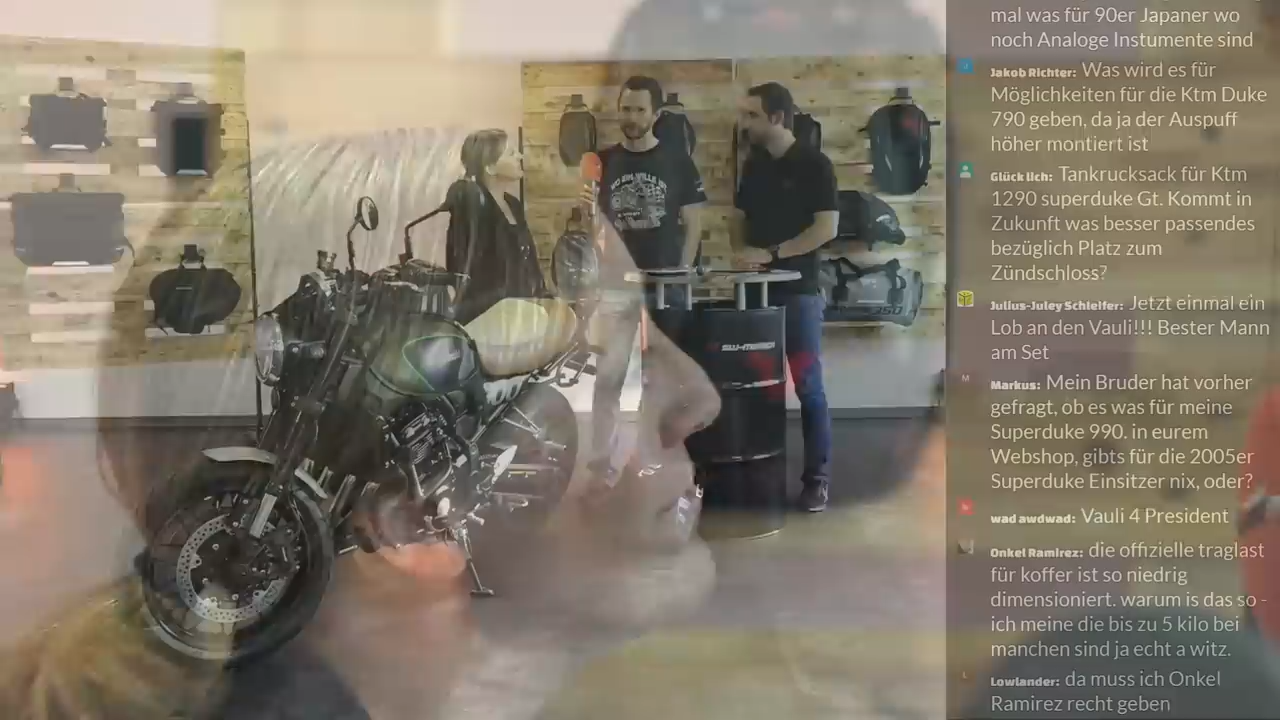 mal was für 90er Japaner wo
noch Analoge Instumente sind
Jakob Richter: Was wird es für
Möglichkeiten für die Ktm Duke
790 geben, da ja der Auspuff
höher montiert ist
Glück lich: Tankrucksack für Ktm
1290 superduke Gt. Kommt in
Zukunft was besser passendes
bezüglich Platz zum
Zündschloss?
Julius-Juley Schleifer: Jetzt einmal ein
Lob an den Vauli!!! Bester Mann
am Set
Markus: Mein Bruder hat vorher
gefragt, ob es was für meine
Superduke 990. in eurem
Webshop, gibts für die 2005er
Superduke Einsitzer nix, oder?
wad awdwad: Vauli 4 President
Onkel Ramirez: die offizielle traglast
für koffer ist so niedrig
dimensioniert. warum is das so -
ich meine die bis zu 5 kilo bei
manchen sind ja echt a witz.
Lowlander: da muss ich Onkel
Ramirez recht geben
SW-MOTECH
350